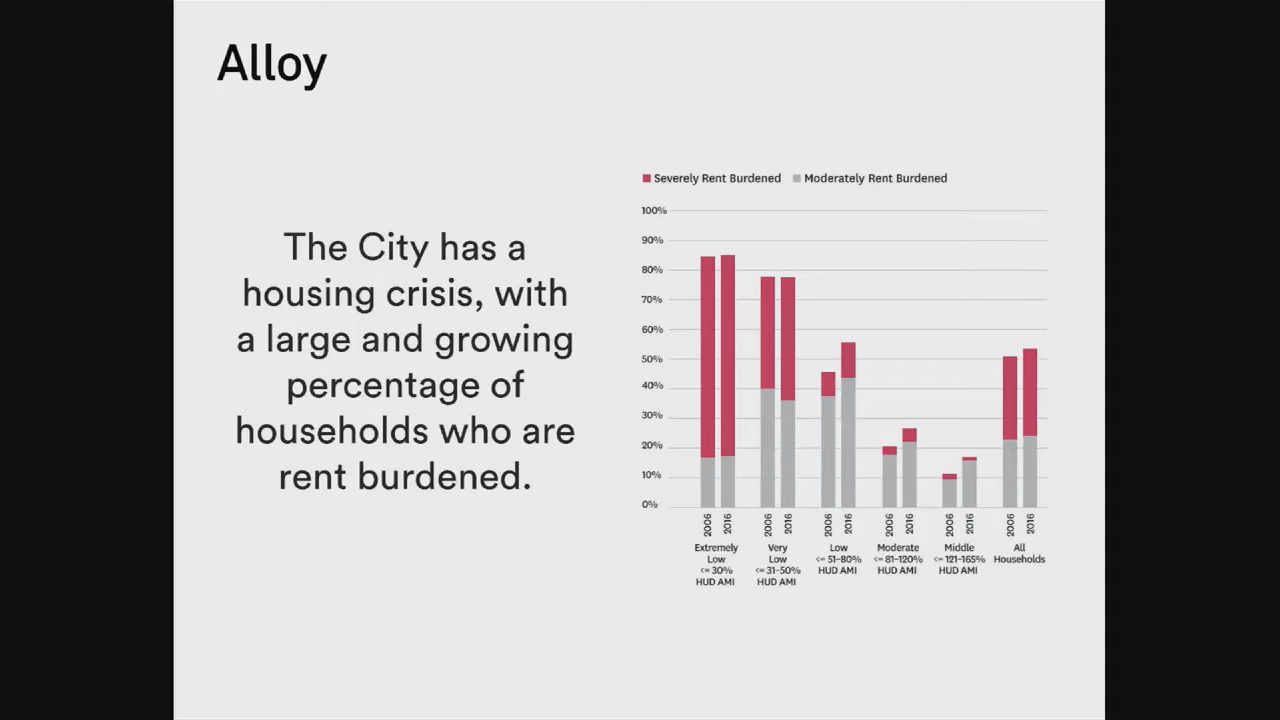 Alloy
The City has a
housing crisis, with
a large and growing
percentage of
households who are
rent burdened.
Severely Rent Burdened Moderately Rent Burdened
100%
90%
80%
70%
60%
50%
40%
30%
20%
10%
0%
2006 2016 2006 2016 2006 2016 2006 2016 2006 2016 2006 2016
Extremely
Low
<= 30%
HUD AMI
Very
Low
<= 31-50%
HUD AMI
Low
<= 51-80%
HUD AMI
Moderate
<= 81-120%
HUD AMI
Middle
<= 121-165%
HUD AMI
All
Households